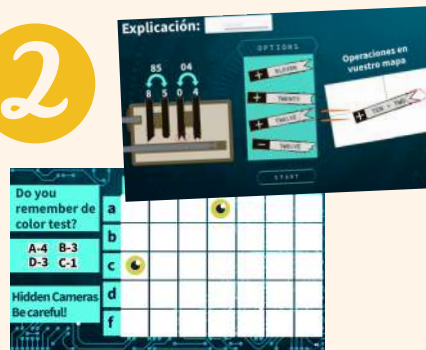 2
Explicación:
OPTIONS
85 04
8 5 0 4
+ ELEVEN
+ TWENTY
+ TWELVE
- TWELVE
START
Operaciones en
vuestro mapa
+ TEN + TWO
Do you
remember de
color test?
A-4 B-3
D-3 C-1
Hidden Cameras
Be careful!
a
b
c
d
f